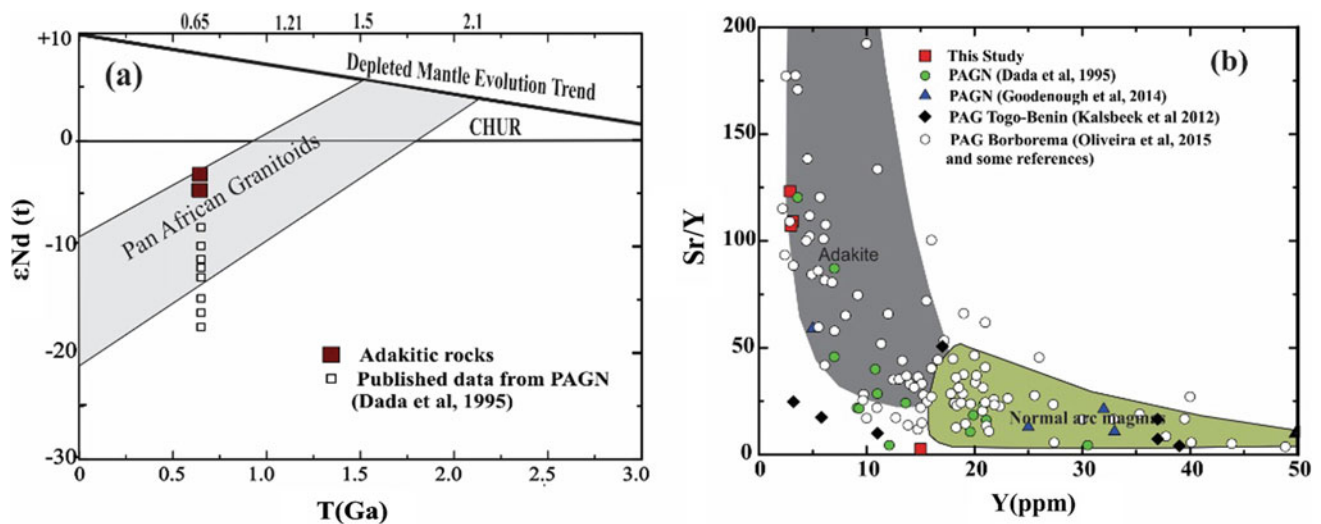 0.65 1.21 1.5 2.1
+10
0
-10
-20
-30
εNd (t)
(a)
Depleted Mantle Evolution Trend
CHUR
Pan African Granitoids
Adakitic rocks
Published data from PAGN
(Dada et al, 1995)
0 0.5 1.0 1.5 2.0 2.5 3.0
T(Ga)
200
150
100
50
0
Sr/Y
(b)
This Study
PAGN (Dada et al, 1995)
PAGN (Goodenough et al, 2014)
PAG Togo-Benin (Kalsbeek et al 2012)
PAG Borborema (Oliveira et al, 2015
and some references)
Adakite
Normal arc magmas
0 10 20 30 40 50
Y(ppm)